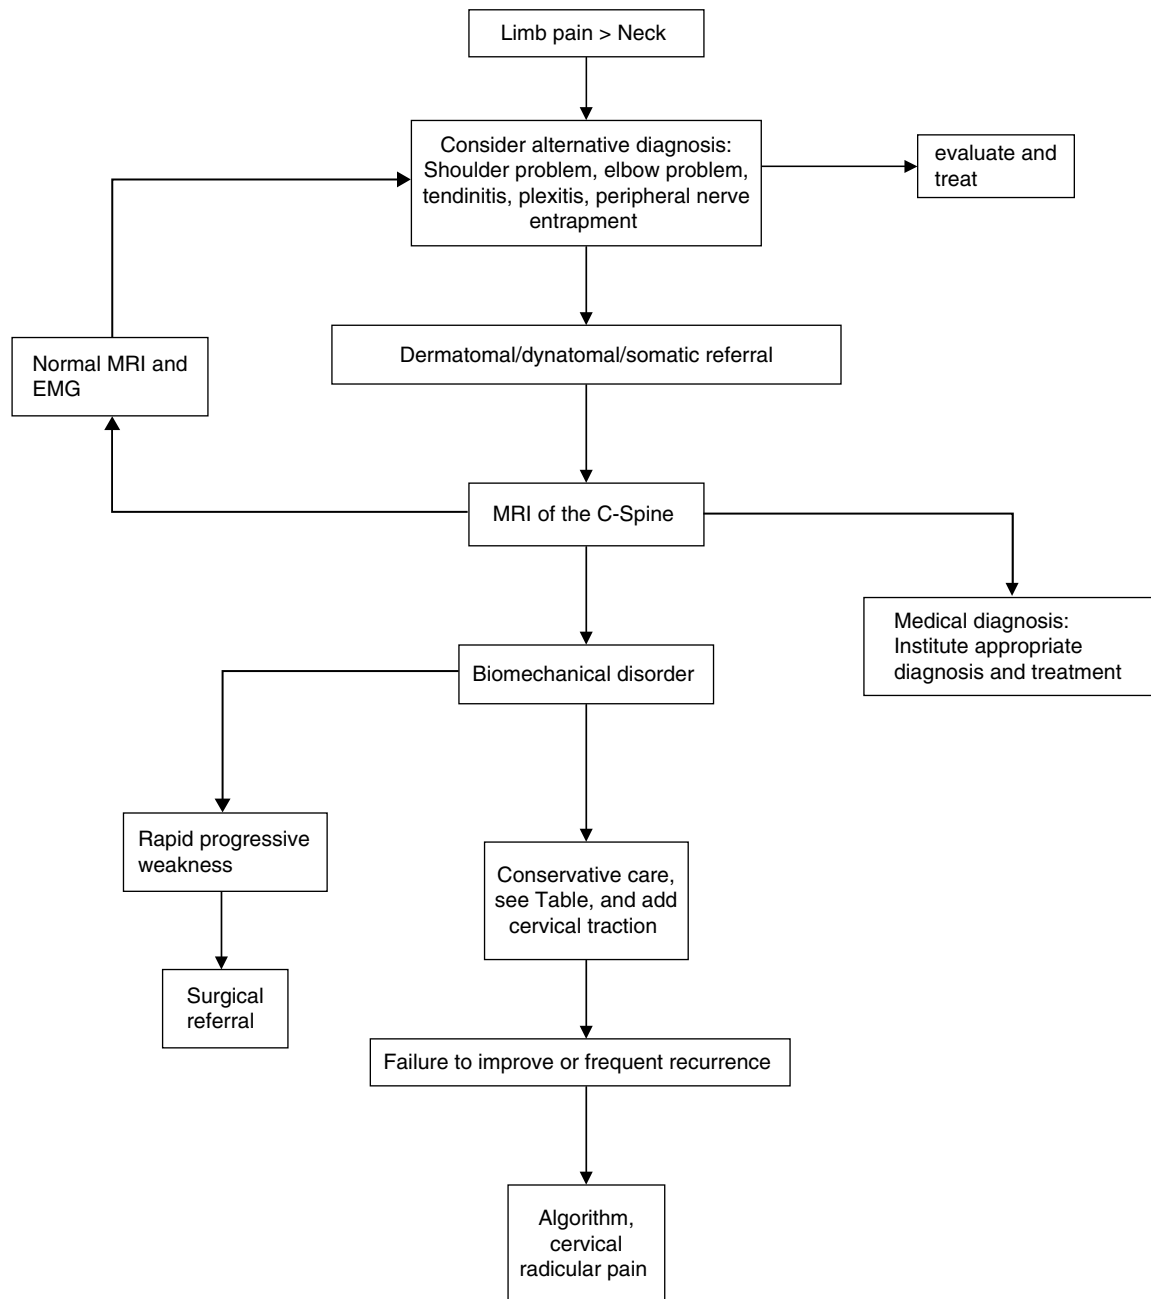 Limb pain > Neck
Consider alternative diagnosis:
Shoulder problem, elbow problem,
tendinitis, plexitis, peripheral nerve
entrapment
evaluate and
treat
Dermatomal/dynatomal/somatic referral
Normal MRI and
EMG
MRI of the C-Spine
Medical diagnosis:
Institute appropriate
diagnosis and treatment
Biomechanical disorder
Rapid progressive
weakness
Conservative care,
see Table, and add
cervical traction
Surgical
referral
Failure to improve or frequent recurrence
Algorithm,
cervical
radicular pain